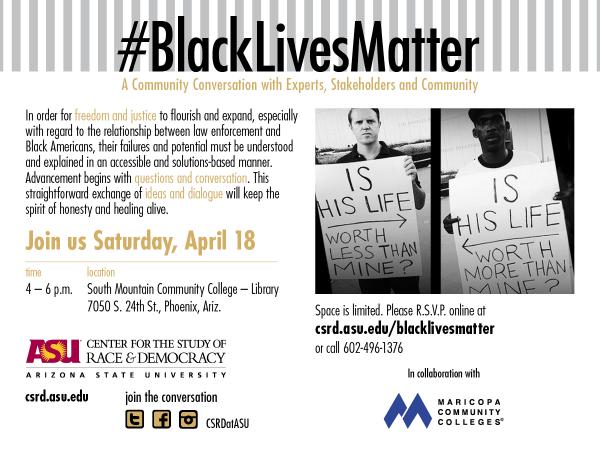 #BlackLivesMatter
A Community Conversation with Experts, Stakeholders and Community
In order for freedom and justice to flourish and expand, especially
with regard to the relationship between law enforcement and
Black Americans, their failures and potential must be understood
and explained in an accessible and solutions-based manner.
Advancement begins with questions and conversation. This
straightforward exchange of ideas and dialogue will keep the
spirit of honesty and healing alive.
Join us Saturday, April 18
time location
4 – 6 p.m. South Mountain Community College – Library
7050 S. 24th St., Phoenix, Ariz.
ASU CENTER FOR THE STUDY OF
RACE & DEMOCRACY
ARIZONA STATE UNIVERSITY
csrd.asu.edu join the conversation
CSRDatASU
IS
HIS LIFE
WORTH
LESS THAN
MINE?
IS
HIS LIFE
WORTH
MORE THAN
MINE?
Space is limited. Please R.S.V.P. online at
csrd.asu.edu/blacklivesmatter
or call 602-496-1376
In collaboration with
MARICOPA
COMMUNITY
COLLEGES®